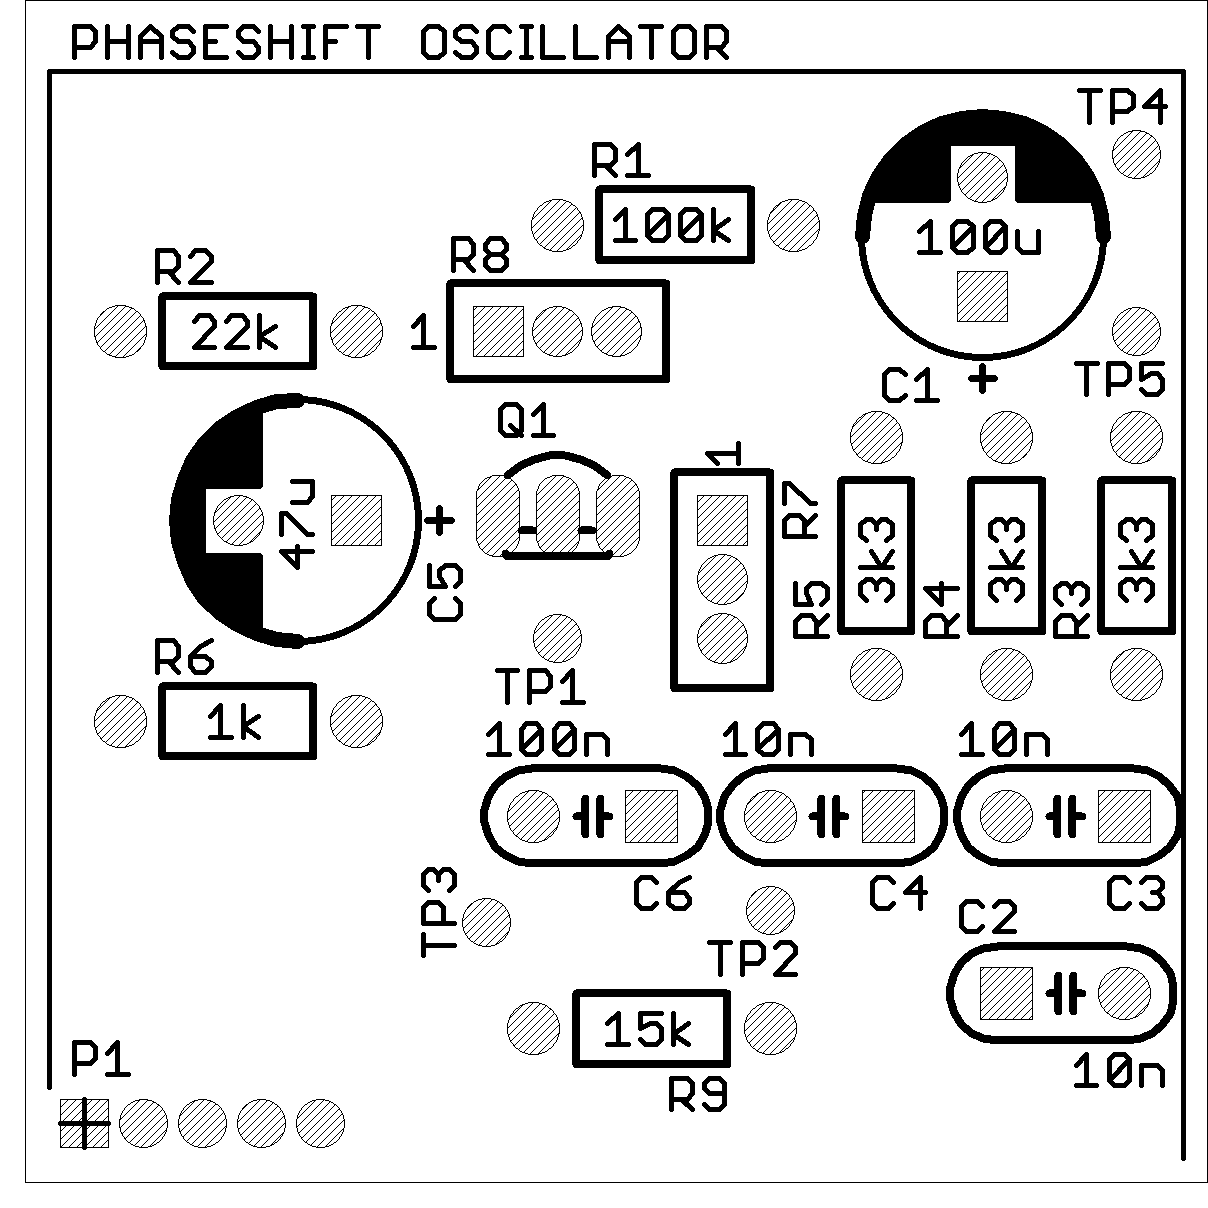 PHASESHIFT OSCILLATOR
TP4
R1
100k
100u
R2
R8
22k
1
C1 +
TP5
Q1
1
47u
+
C5
R7
3k3
R5
3k3
R4
3k3
R3
R6
1k
TP1
100n
10n
10n
C6
C4
C3
TP3
TP2
C2
15k
R9
10n
P1
+